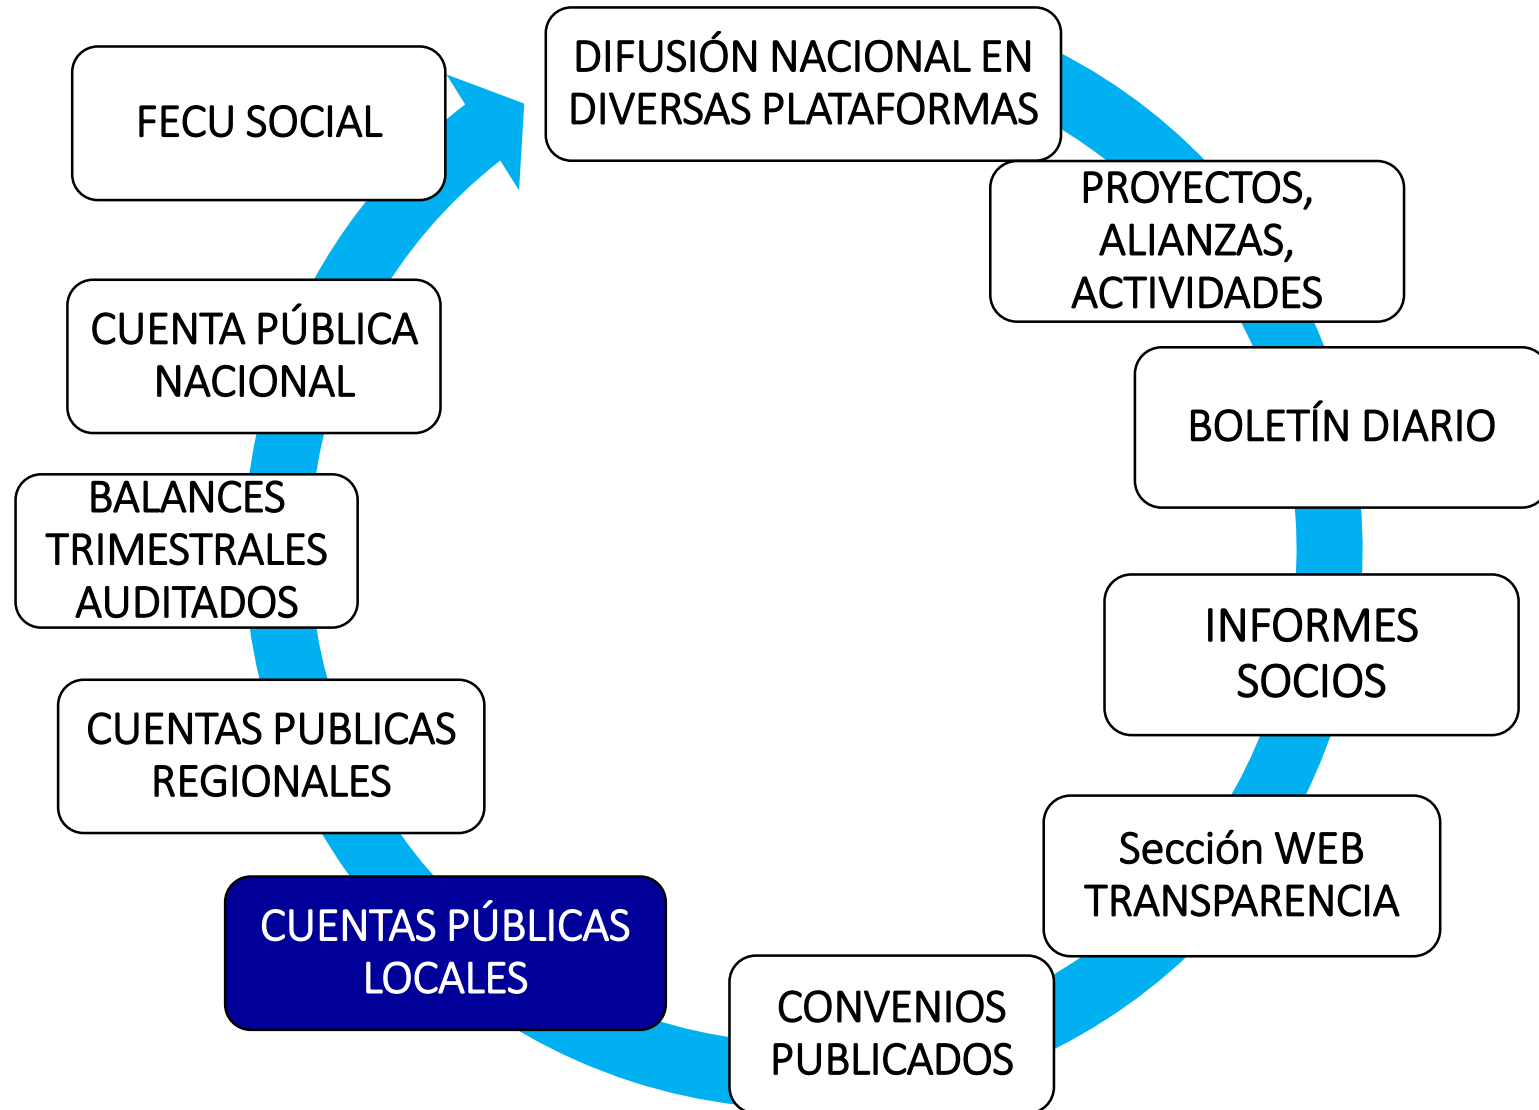 DIFUSIÓN NACIONAL EN
DIVERSAS PLATAFORMAS
PROYECTOS,
ALIANZAS,
ACTIVIDADES
BOLETÍN DIARIO
INFORMES
SOCIOS
Sección WEB
TRANSPARENCIA
CONVENIOS
PUBLICADOS
CUENTAS PÚBLICAS
LOCALES
CUENTAS PUBLICAS
REGIONALES
BALANCES
TRIMESTRALES
AUDITADOS
CUENTA PÚBLICA
NACIONAL
FECU SOCIAL